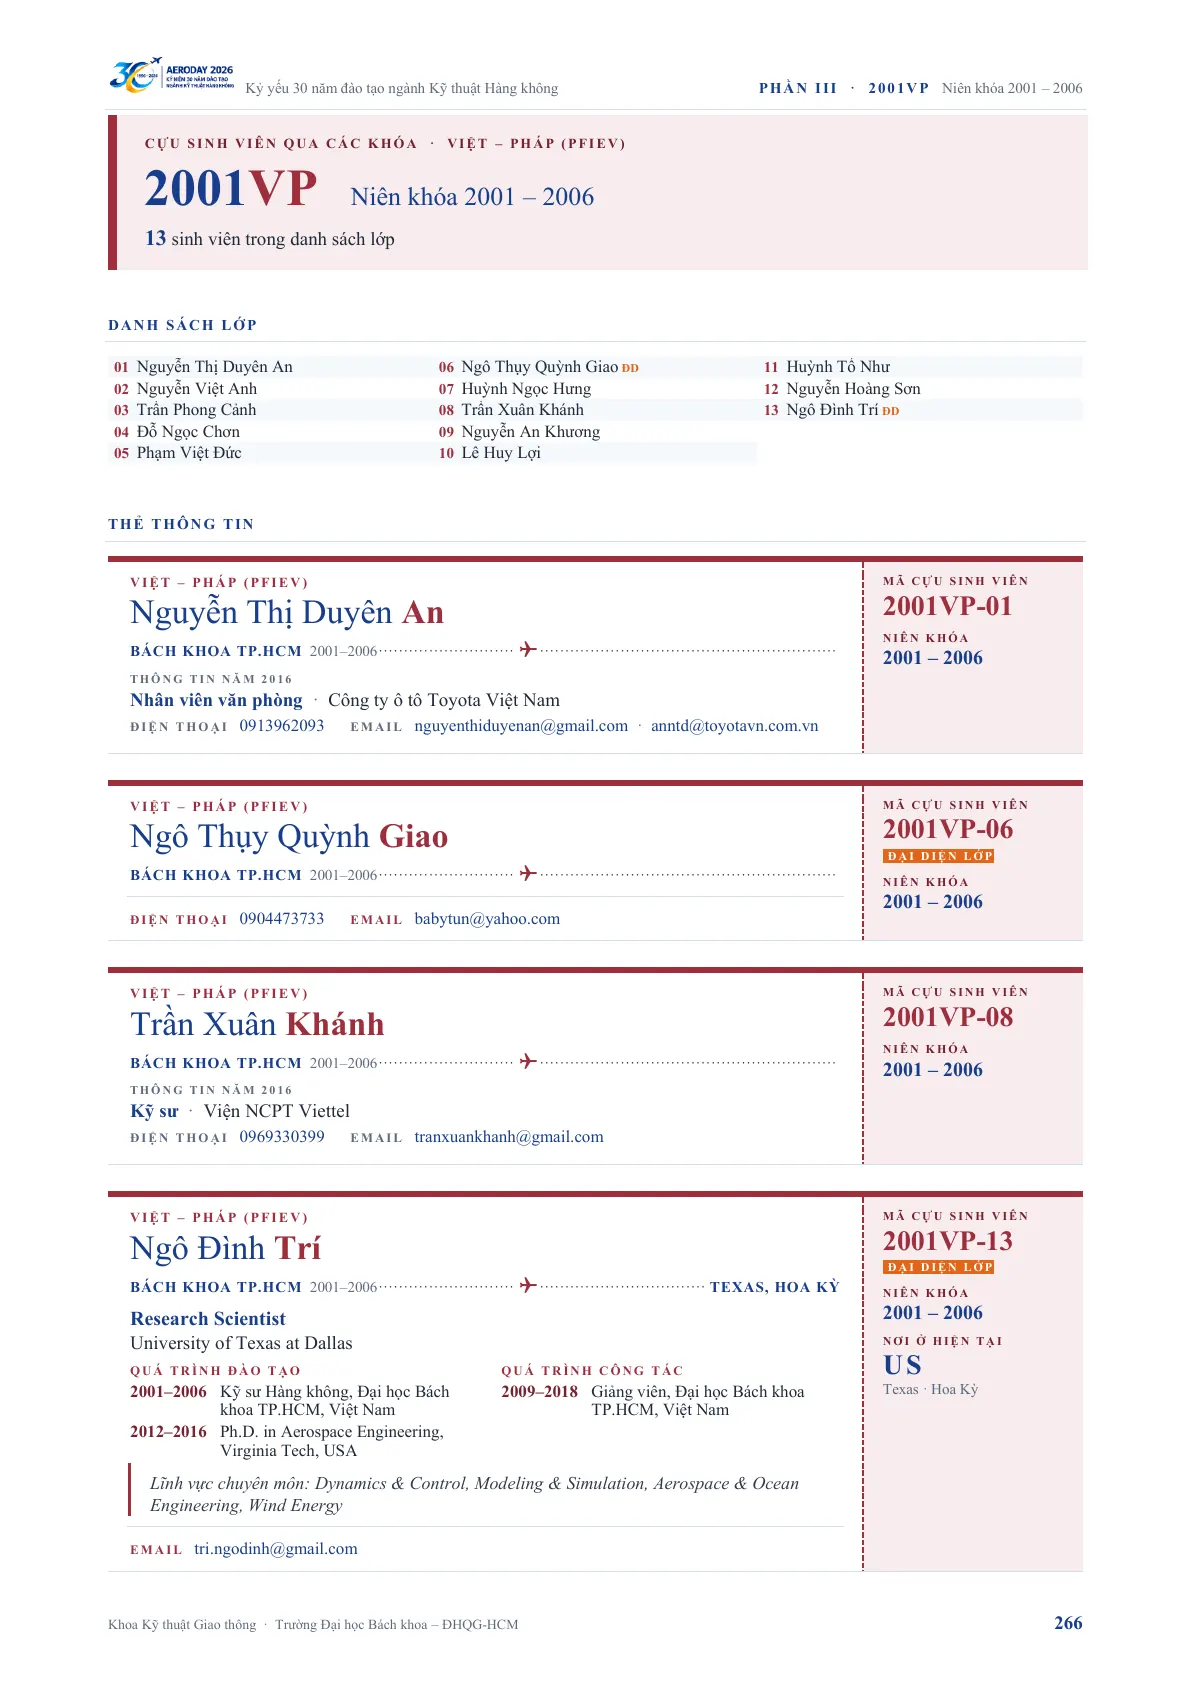 AERODAY 2026
KỶ NIỆM 30 NĂM ĐÀO TẠO
NGÀNH KỸ THUẬT HÀNG KHÔNG
Kỷ yếu 30 năm đào tạo ngành Kỹ thuật Hàng không
PHẦN III · 2001VP Niên khóa 2001 – 2006
CỰU SINH VIÊN QUA CÁC KHÓA · VIỆT – PHÁP (PFIEV)
2001VP Niên khóa 2001 – 2006
13 sinh viên trong danh sách lớp
DANH SÁCH LỚP
01 Nguyễn Thị Duyên An
02 Nguyễn Việt Anh
03 Trần Phong Cảnh
04 Đỗ Ngọc Chơn
05 Phạm Việt Đức
06 Ngô Thụy Quỳnh Giao ĐD
07 Huỳnh Ngọc Hưng
08 Trần Xuân Khánh
09 Nguyễn An Khương
10 Lê Huy Lợi
11 Huỳnh Tố Như
12 Nguyễn Hoàng Sơn
13 Ngô Đình Trí ĐD
THẺ THÔNG TIN
VIỆT – PHÁP (PFIEV)
Nguyễn Thị Duyên An
BÁCH KHOA TP.HCM 2001–2006
THÔNG TIN NĂM 2016
Nhân viên văn phòng · Công ty ô tô Toyota Việt Nam
ĐIỆN THOẠI 0913962093 EMAIL nguyenthiduyenan@gmail.com · anntd@toyotavn.com.vn
MÃ CỰU SINH VIÊN
2001VP-01
NIÊN KHÓA
2001 – 2006
VIỆT – PHÁP (PFIEV)
Ngô Thụy Quỳnh Giao
BÁCH KHOA TP.HCM 2001–2006
ĐIỆN THOẠI 0904473733 EMAIL babytun@yahoo.com
MÃ CỰU SINH VIÊN
2001VP-06
ĐẠI DIỆN LỚP
NIÊN KHÓA
2001 – 2006
VIỆT – PHÁP (PFIEV)
Trần Xuân Khánh
BÁCH KHOA TP.HCM 2001–2006
THÔNG TIN NĂM 2016
Kỹ sư · Viện NCPT Viettel
ĐIỆN THOẠI 0969330399 EMAIL tranxuankhanh@gmail.com
MÃ CỰU SINH VIÊN
2001VP-08
NIÊN KHÓA
2001 – 2006
VIỆT – PHÁP (PFIEV)
Ngô Đình Trí
BÁCH KHOA TP.HCM 2001–2006 TEXAS, HOA KỲ
Research Scientist
University of Texas at Dallas
QUÁ TRÌNH ĐÀO TẠO
2001–2006 Kỹ sư Hàng không, Đại học Bách
khoa TP.HCM, Việt Nam
2012–2016 Ph.D. in Aerospace Engineering,
Virginia Tech, USA
QUÁ TRÌNH CÔNG TÁC
2009–2018 Giảng viên, Đại học Bách khoa
TP.HCM, Việt Nam
Lĩnh vực chuyên môn: Dynamics & Control, Modeling & Simulation, Aerospace & Ocean
Engineering, Wind Energy
EMAIL tri.ngodinh@gmail.com
MÃ CỰU SINH VIÊN
2001VP-13
ĐẠI DIỆN LỚP
NIÊN KHÓA
2001 – 2006
NƠI Ở HIỆN TẠI
US
Texas · Hoa Kỳ
Khoa Kỹ thuật Giao thông · Trường Đại học Bách khoa – ĐHQG-HCM
266